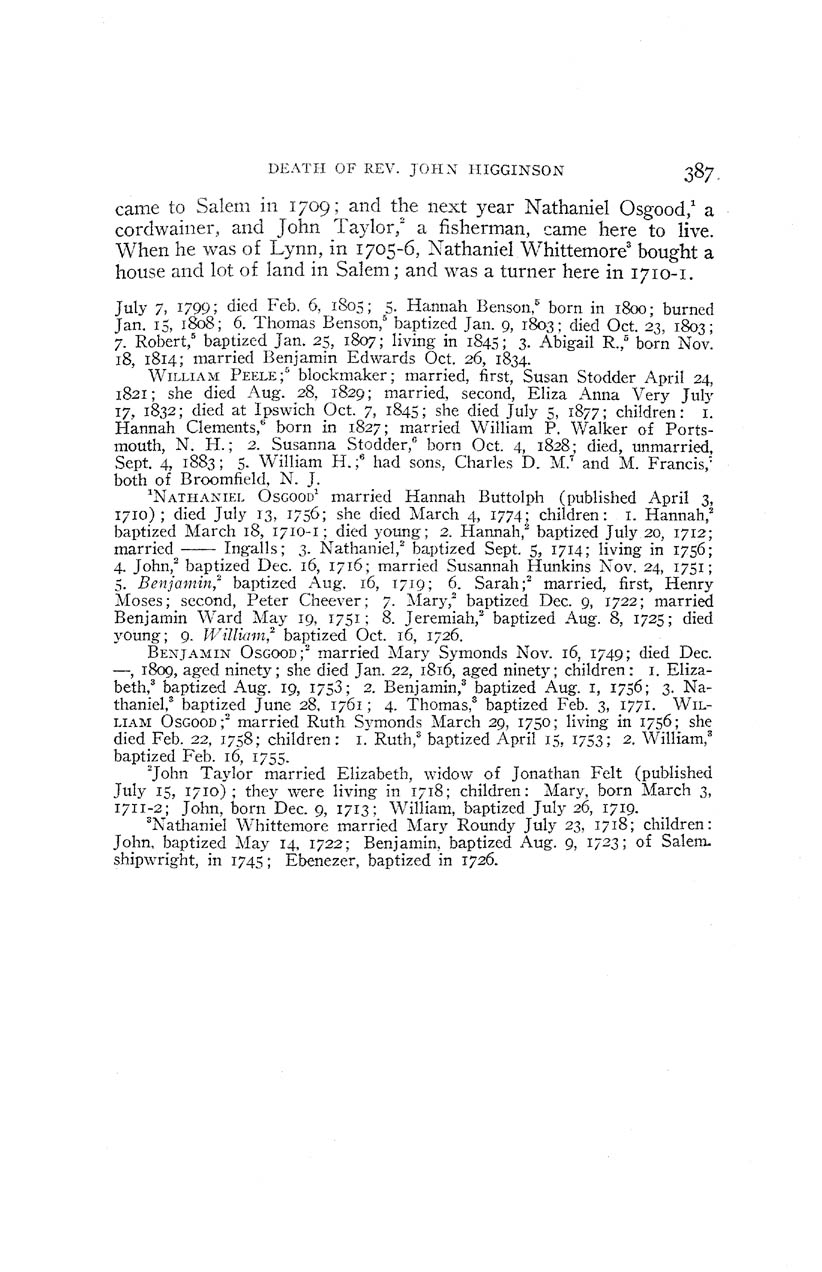 DEATH OF REV. JOHN HIGGINSON 387
came to Salem in 1709; and the next year Nathaniel Osgood,¹ a
cordwainer, and John Taylor,² a fisherman, came here to live.
When he was of Lynn, in 1705-6, Nathaniel Whittemore³ bought a
house and lot of land in Salem; and was a turner here in 1710-1.
July 7, 1799; died Feb. 6, 1805; 5. Hannah Benson,⁵ born in 1800; burned
Jan. 15, 1808; 6. Thomas Benson,⁵ baptized Jan. 9, 1803; died Oct. 23, 1803;
7. Robert,⁵ baptized Jan. 25, 1807; living in 1845; 3. Abigail R.,⁵ born Nov.
18, 1814; married Benjamin Edwards Oct. 26, 1834.
WILLIAM PEELE;⁵ blockmaker; married, first, Susan Stodder April 24,
1821; she died Aug. 28, 1829; married, second, Eliza Anna Very July
17, 1832; died at Ipswich Oct. 7, 1845; she died July 5, 1877; children: 1.
Hannah Clements,⁶ born in 1827; married William P. Walker of Ports-
mouth, N. H.; 2. Susanna Stodder,⁶ born Oct. 4, 1828; died, unmarried,
Sept. 4, 1883; 5. William H.;⁶ had sons, Charles D. M.⁷ and M. Francis,⁷
both of Broomfield, N. J.
¹NATHANIEL OSGOOD¹ married Hannah Buttolph (published April 3,
1710); died July 13, 1756; she died March 4, 1774; children: 1. Hannah,²
baptized March 18, 1710-1; died young; 2. Hannah,² baptized July 20, 1712;
married —— Ingalls; 3. Nathaniel,² baptized Sept. 5, 1714; living in 1756;
4. John,² baptized Dec. 16, 1716; married Susannah Hunkins Nov. 24, 1751;
5. Benjamin,² baptized Aug. 16, 1719; 6. Sarah;² married, first, Henry
Moses; second, Peter Cheever; 7. Mary,² baptized Dec. 9, 1722; married
Benjamin Ward May 19, 1751; 8. Jeremiah,² baptized Aug. 8, 1725; died
young; 9. William,² baptized Oct. 16, 1726.
BENJAMIN OSGOOD;² married Mary Symonds Nov. 16, 1749; died Dec.
—, 1809, aged ninety; she died Jan. 22, 1816, aged ninety; children: 1. Eliza-
beth,³ baptized Aug. 19, 1753; 2. Benjamin,³ baptized Aug. 1, 1756; 3. Na-
thaniel,³ baptized June 28, 1761; 4. Thomas,³ baptized Feb. 3, 1771. WIL-
LIAM OSGOOD;² married Ruth Symonds March 29, 1750; living in 1756; she
died Feb. 22, 1758; children: 1. Ruth,³ baptized April 15, 1753; 2. William,³
baptized Feb. 16, 1755.
²John Taylor married Elizabeth, widow of Jonathan Felt (published
July 15, 1710); they were living in 1718; children: Mary, born March 3,
1711-2; John, born Dec. 9, 1713; William, baptized July 26, 1719.
³Nathaniel Whittemore married Mary Roundy July 23, 1718; children:
John, baptized May 14, 1722; Benjamin, baptized Aug. 9, 1723; of Salem,
shipwright, in 1745; Ebenezer, baptized in 1726.